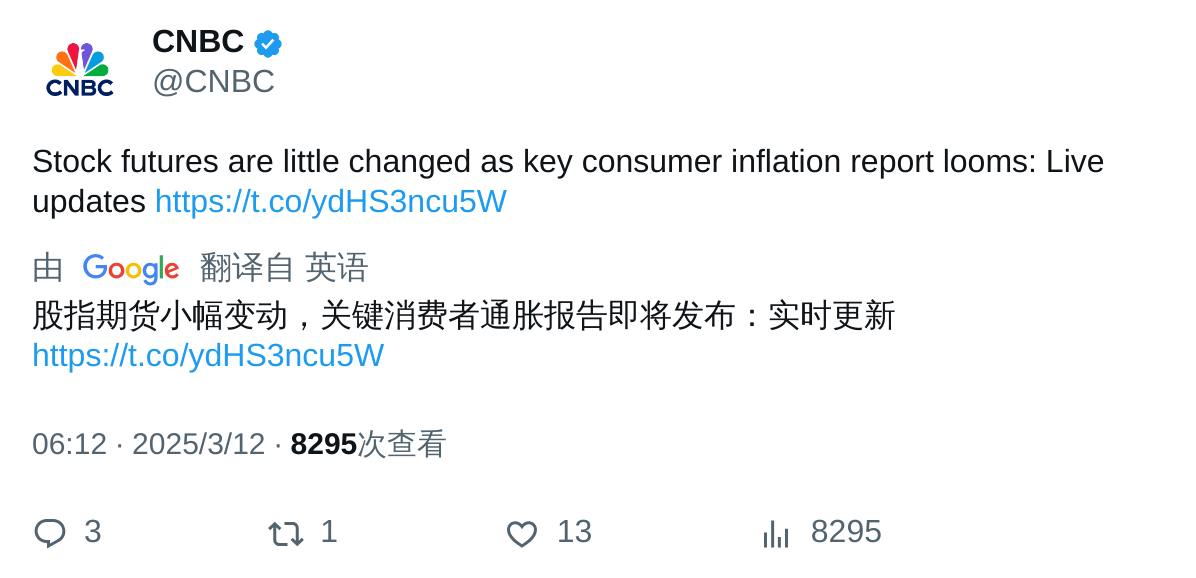 CNBC
CNBC
@CNBC
Stock futures are little changed as key consumer inflation report looms: Live
updates https://t.co/ydHS3ncu5W
由 Google 翻译自 英语
股指期货小幅变动，关键消费者通胀报告即将发布：实时更新
https://t.co/ydHS3ncu5W
06:12 · 2025/3/12 · 8295次查看
3 1 13 8295